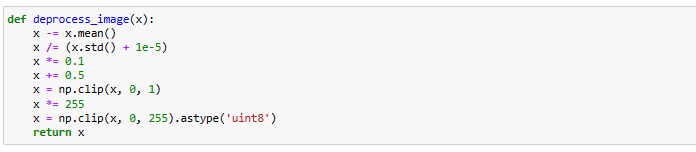 def deprocess_image(x):
    x -= x.mean()
    x /= (x.std() + 1e-5)
    x *= 0.1
    x += 0.5
    x = np.clip(x, 0, 1)
    x *= 255
    x = np.clip(x, 0, 255).astype('uint8')
    return x